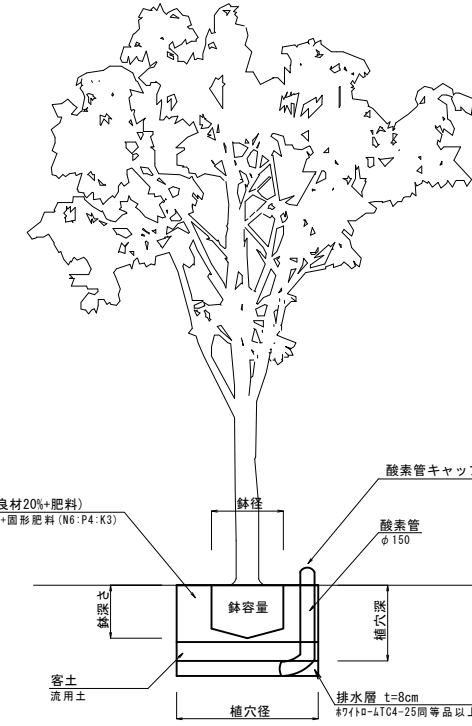 酸素管キャップ
良材20%+肥料)
+固形肥料(N6:P4:K3)
鉢径
酸素管
φ150
鉢深さ
鉢容量
植穴深
客土
流用土
植穴径
排水層 t=8cm
ﾎﾜｲﾄﾛｰﾑTC4-25同等品以上